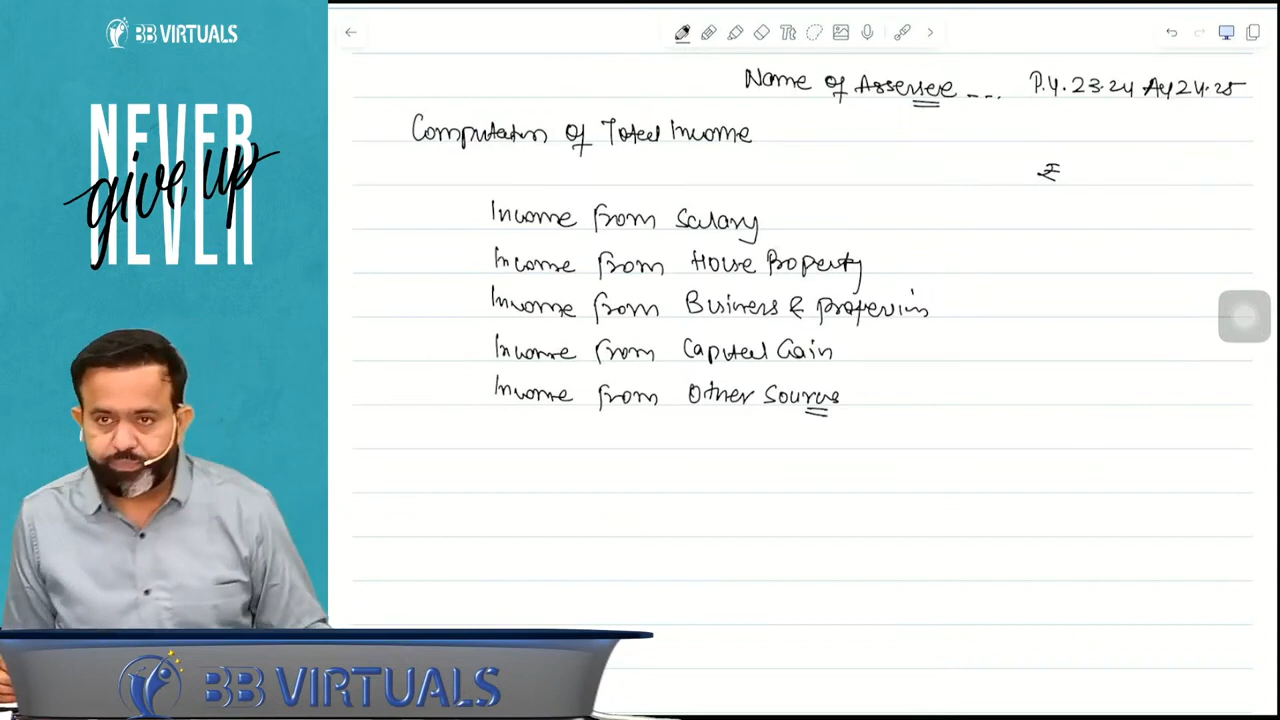 BB VIRTUALS
NEVER
give up
NEVER
Name of Assessee ... P.Y. 23.24 AY 24.25
Computation of Total Income
₹
Income from Salary
Income from House Property
Income from Business & profession
Income from Capital Gain
Income from Other Source
BB VIRTUALS